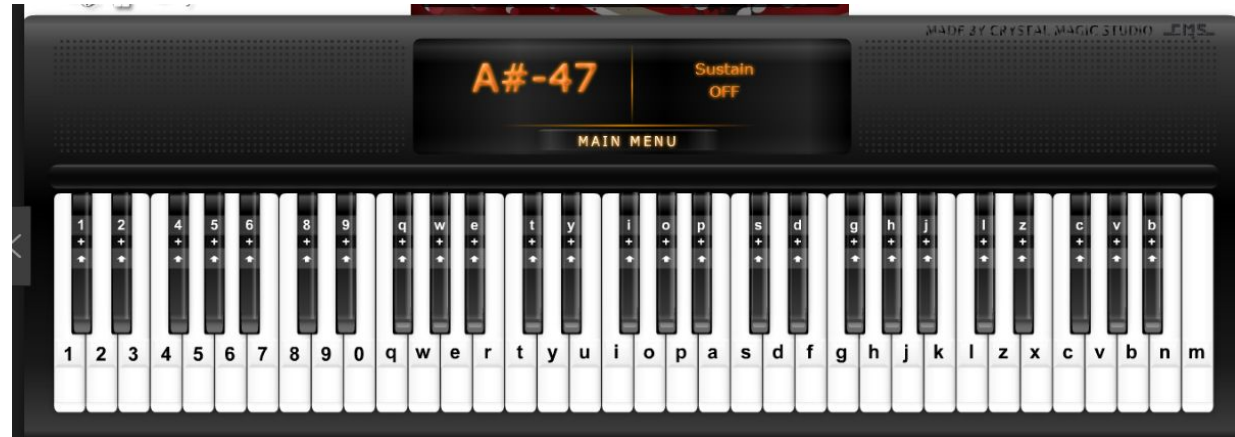 MADE BY CRYSTAL MAGIC STUDIO CMS
A#-47
Sustain
OFF
MAIN MENU
1 2 4 5 6 8 9 q w e t y i o p s d g h j l z c v b
+ + + + + + + + + + + + + + + + + + + + + + + + +
1 2 3 4 5 6 7 8 9 0 q w e r t y u i o p a s d f g h j k l z x c v b n m